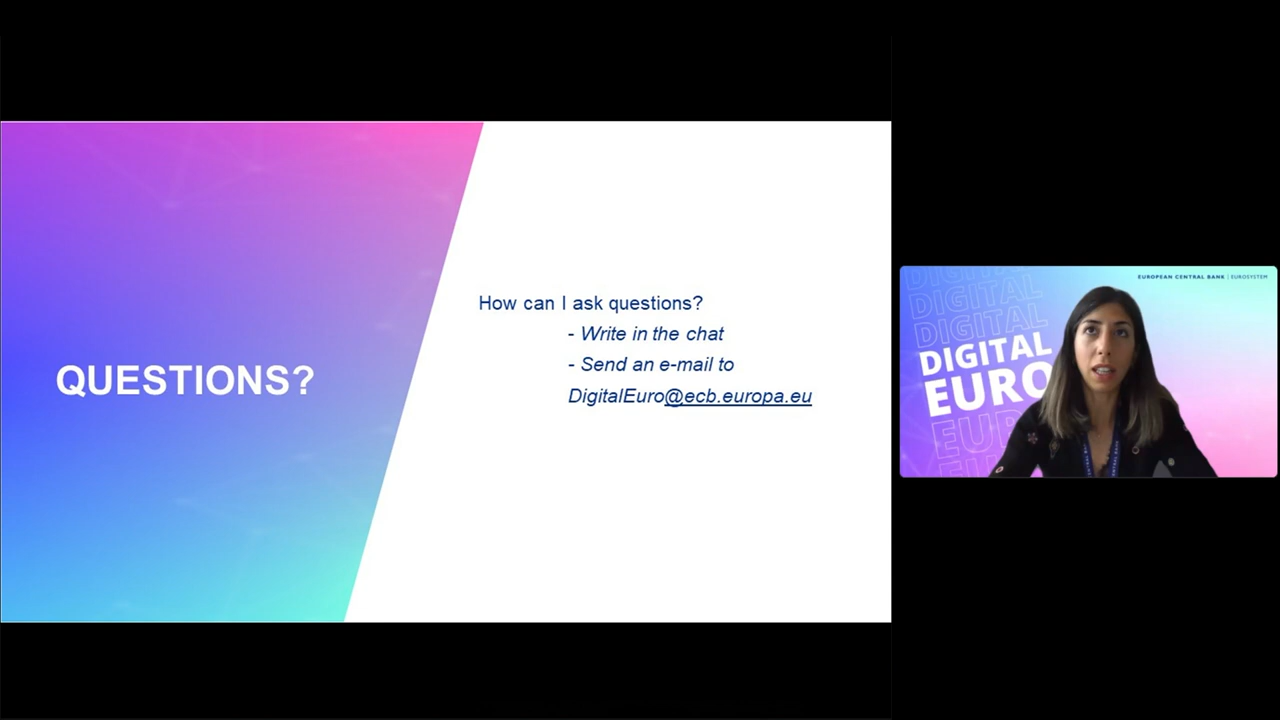 QUESTIONS?
How can I ask questions?
- Write in the chat
- Send an e-mail to
DigitalEuro@ecb.europa.eu
EUROPEAN CENTRAL BANK | EUROSYSTEM
DIGITAL
DIGITAL
DIGITAL
DIGITAL
EURO
EUR